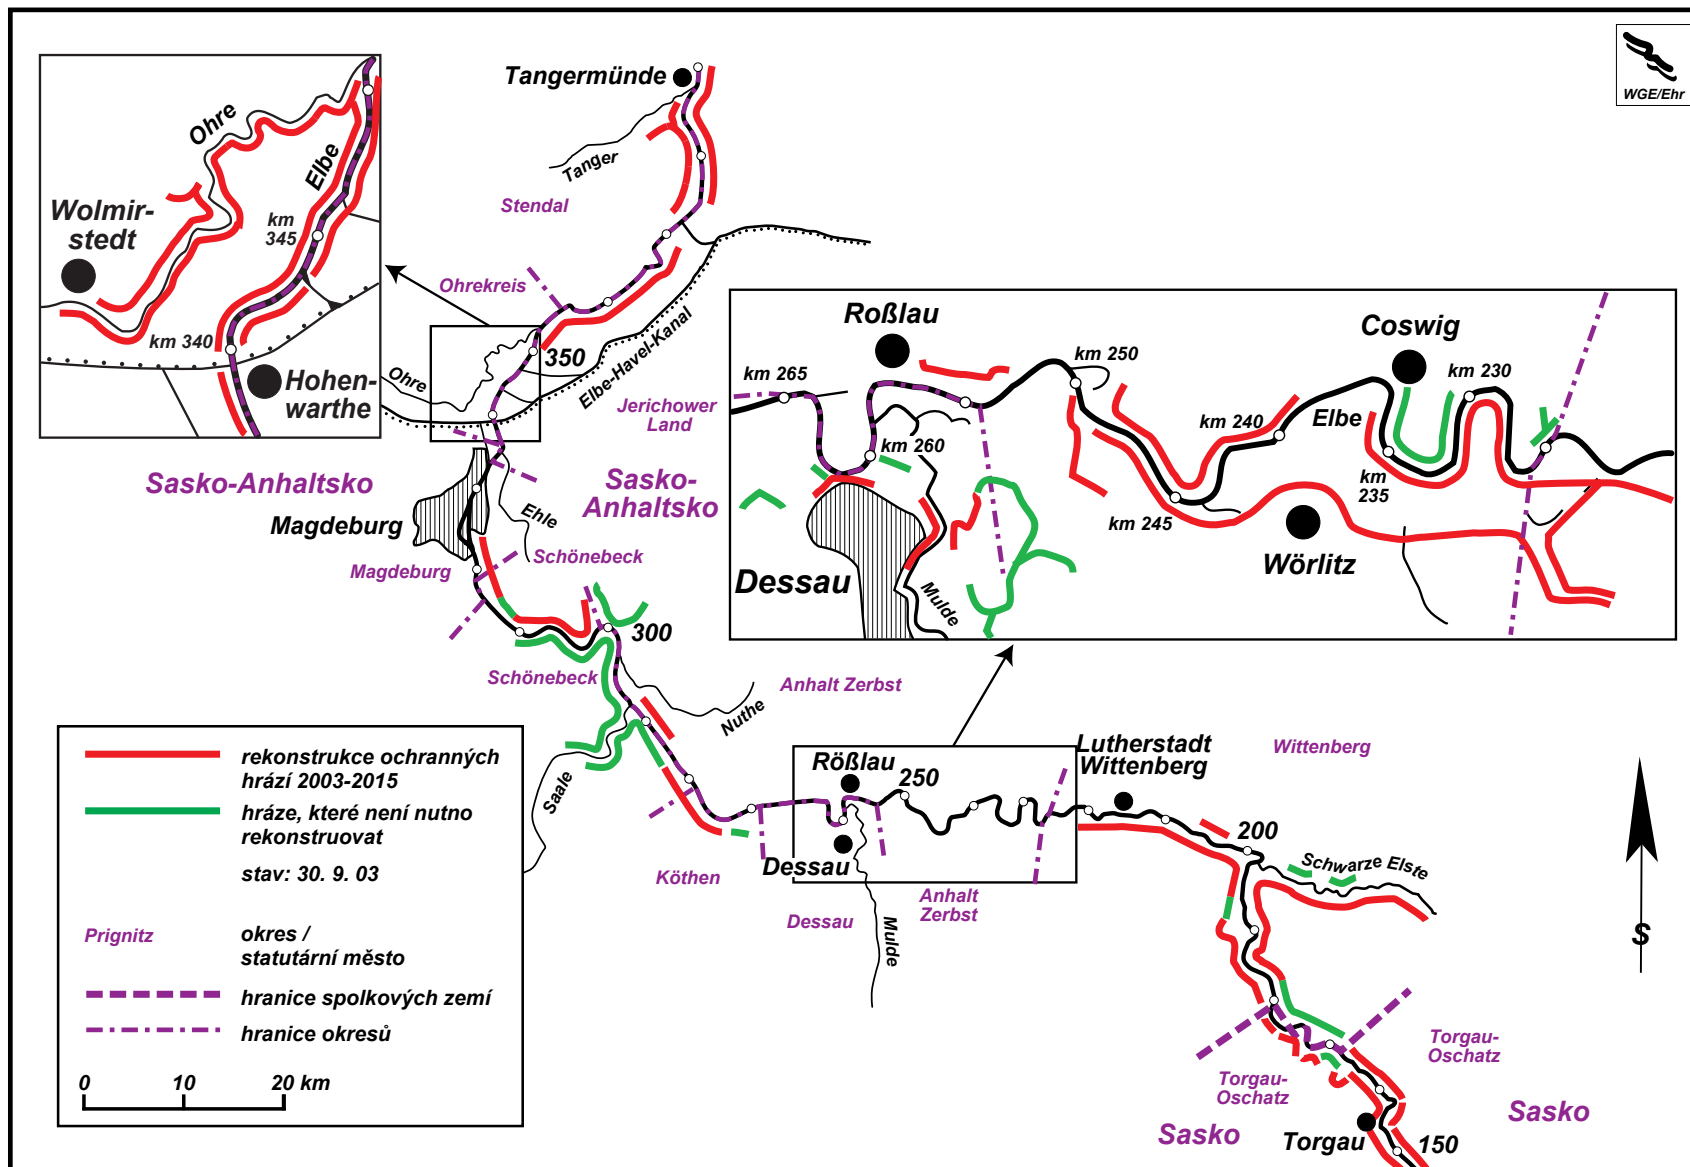 WGE/Ehr
Ohre
Elbe
Wolmir-
stedt
km
345
km 340
Hohen-
warthe
Tangermünde
Tanger
Stendal
Ohrekreis
350
Elbe-Havel-Kanal
Ohre
Jerichower
Land
Sasko-Anhaltsko
Sasko-
Anhaltsko
Magdeburg
Ehle
Schönebeck
Magdeburg
300
Schönebeck
Nuthe
Anhalt Zerbst
Saale
Roßlau
Coswig
km 265
km 250
km 230
km 260
km 240
Elbe
km
235
km 245
Wörlitz
Dessau
Mulde
Rößlau
250
Lutherstadt
Wittenberg
Wittenberg
Dessau
Köthen
Dessau
Anhalt
Zerbst
Mulde
200
Schwarze Elste
S
Torgau-
Oschatz
Torgau-
Oschatz
Sasko
Sasko
Torgau
150
rekonstrukce ochranných
hrází 2003-2015
hráze, které není nutno
rekonstruovat
stav: 30. 9. 03
Prignitz
okres /
statutární město
hranice spolkových zemí
hranice okresů
0 10 20 km